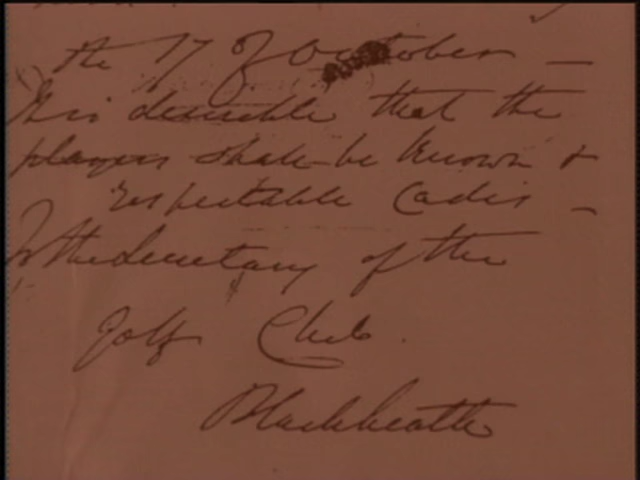 the 17 of October —
It is desirable that the
players shall be known &
respectable Cadis —
To the Secretary of the
Golf Club.
Blackheath